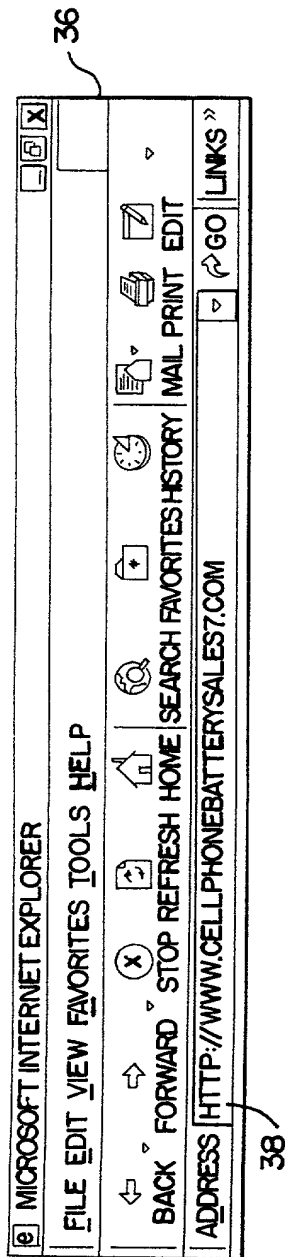 36
e MICROSOFT INTERNET EXPLORER
FILE EDIT VIEW FAVORITES TOOLS HELP
BACK FORWARD STOP REFRESH HOME SEARCH FAVORITES HISTORY MAIL PRINT EDIT
ADDRESS HTTP://WWW.CELLPHONEBATTERYSALES7.COM GO LINKS »
38